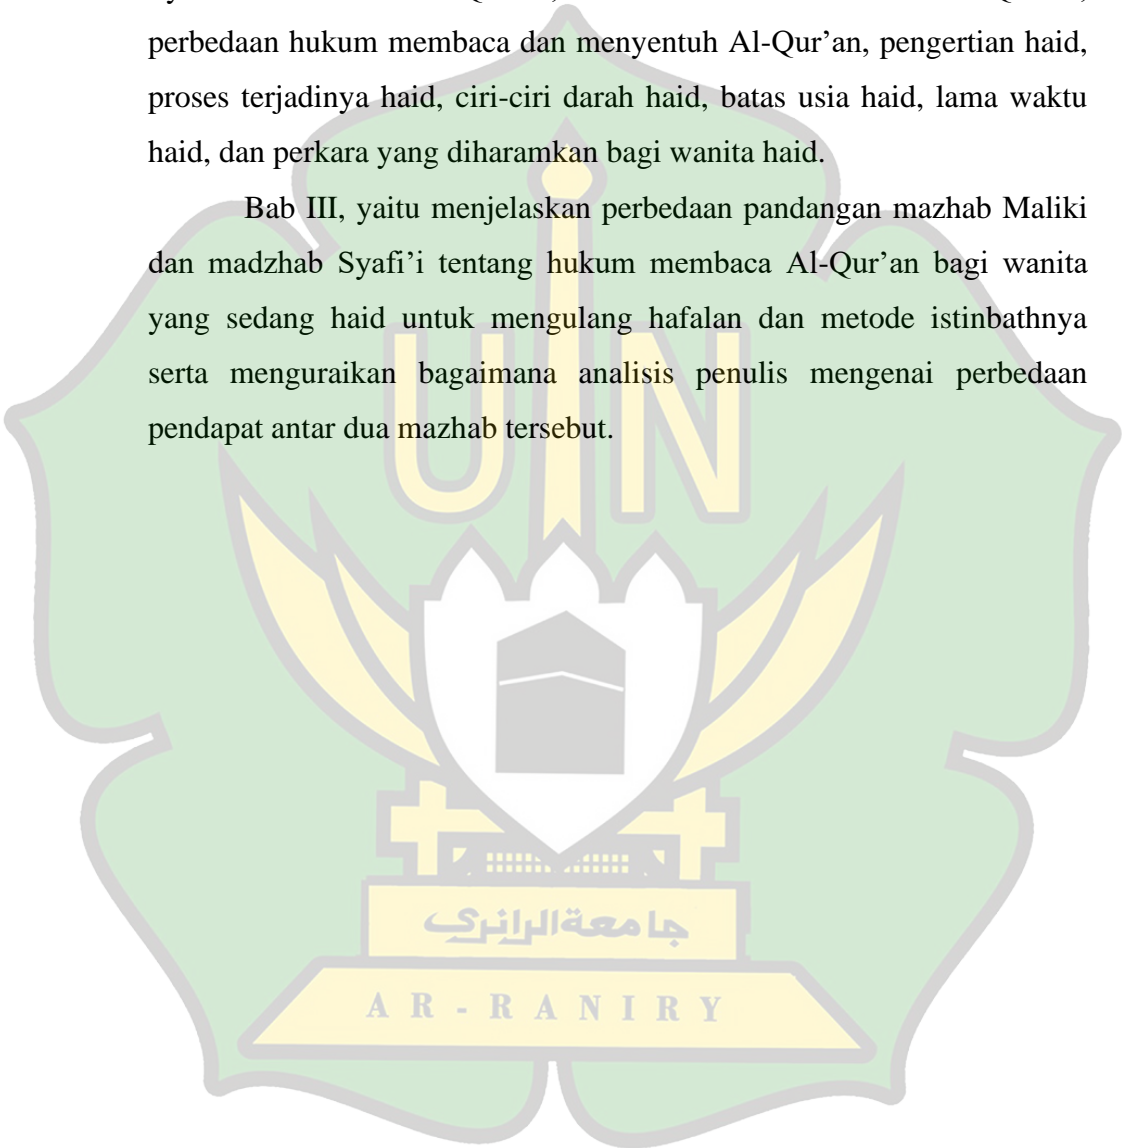 perbedaan hukum membaca dan menyentuh Al-Qur’an, pengertian haid,
proses terjadinya haid, ciri-ciri darah haid, batas usia haid, lama waktu
haid, dan perkara yang diharamkan bagi wanita haid.
Bab III, yaitu menjelaskan perbedaan pandangan mazhab Maliki
dan madzhab Syafi’i tentang hukum membaca Al-Qur’an bagi wanita
yang sedang haid untuk mengulang hafalan dan metode istinbathnya
serta menguraikan bagaimana analisis penulis mengenai perbedaan
pendapat antar dua mazhab tersebut.
UIN
جامعةالرانري
AR-RANIRY